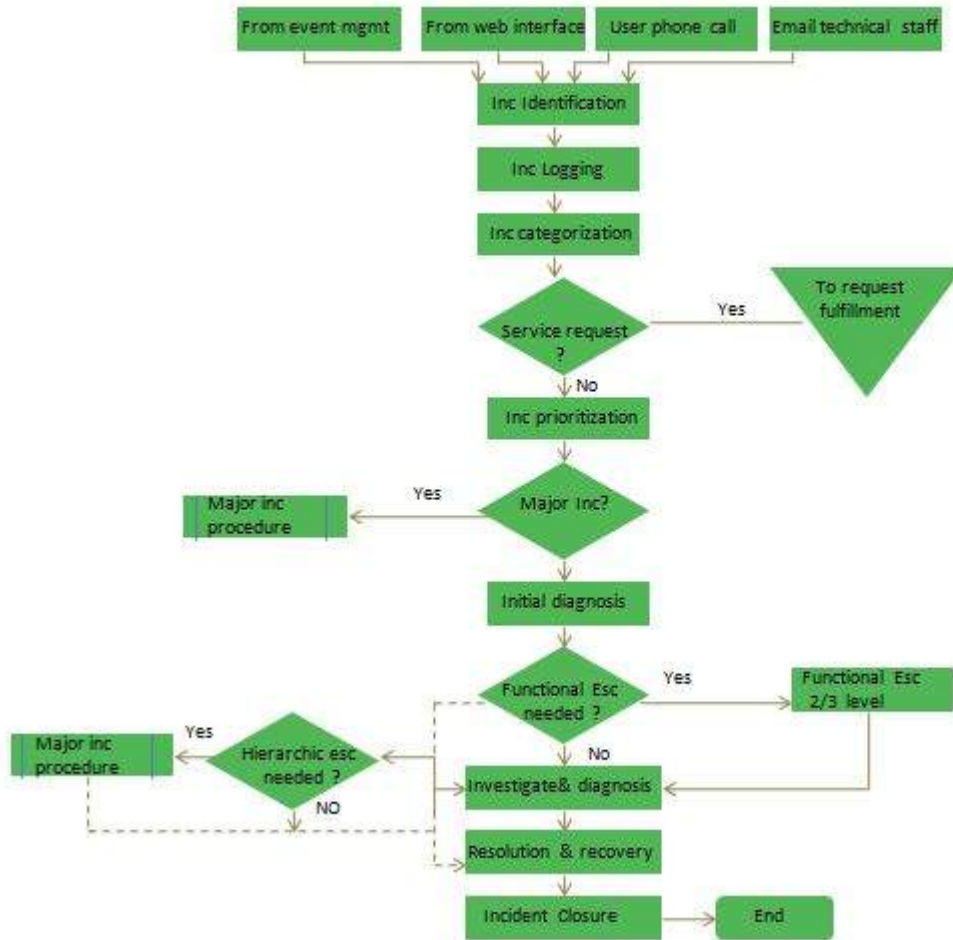 From event mgmt
From web interface
User phone call
Email technical staff
Inc Identification
Inc Logging
Inc categorization
Service request
?
Yes
To request
fulfillment
No
Inc prioritization
Major Inc?
Yes
Major inc
procedure
Initial diagnosis
Functional Esc
needed ?
Yes
Functional Esc
2/3 level
No
Hierarchic esc
needed ?
Yes
Major inc
procedure
NO
Investigate& diagnosis
Resolution & recovery
Incident Closure
End